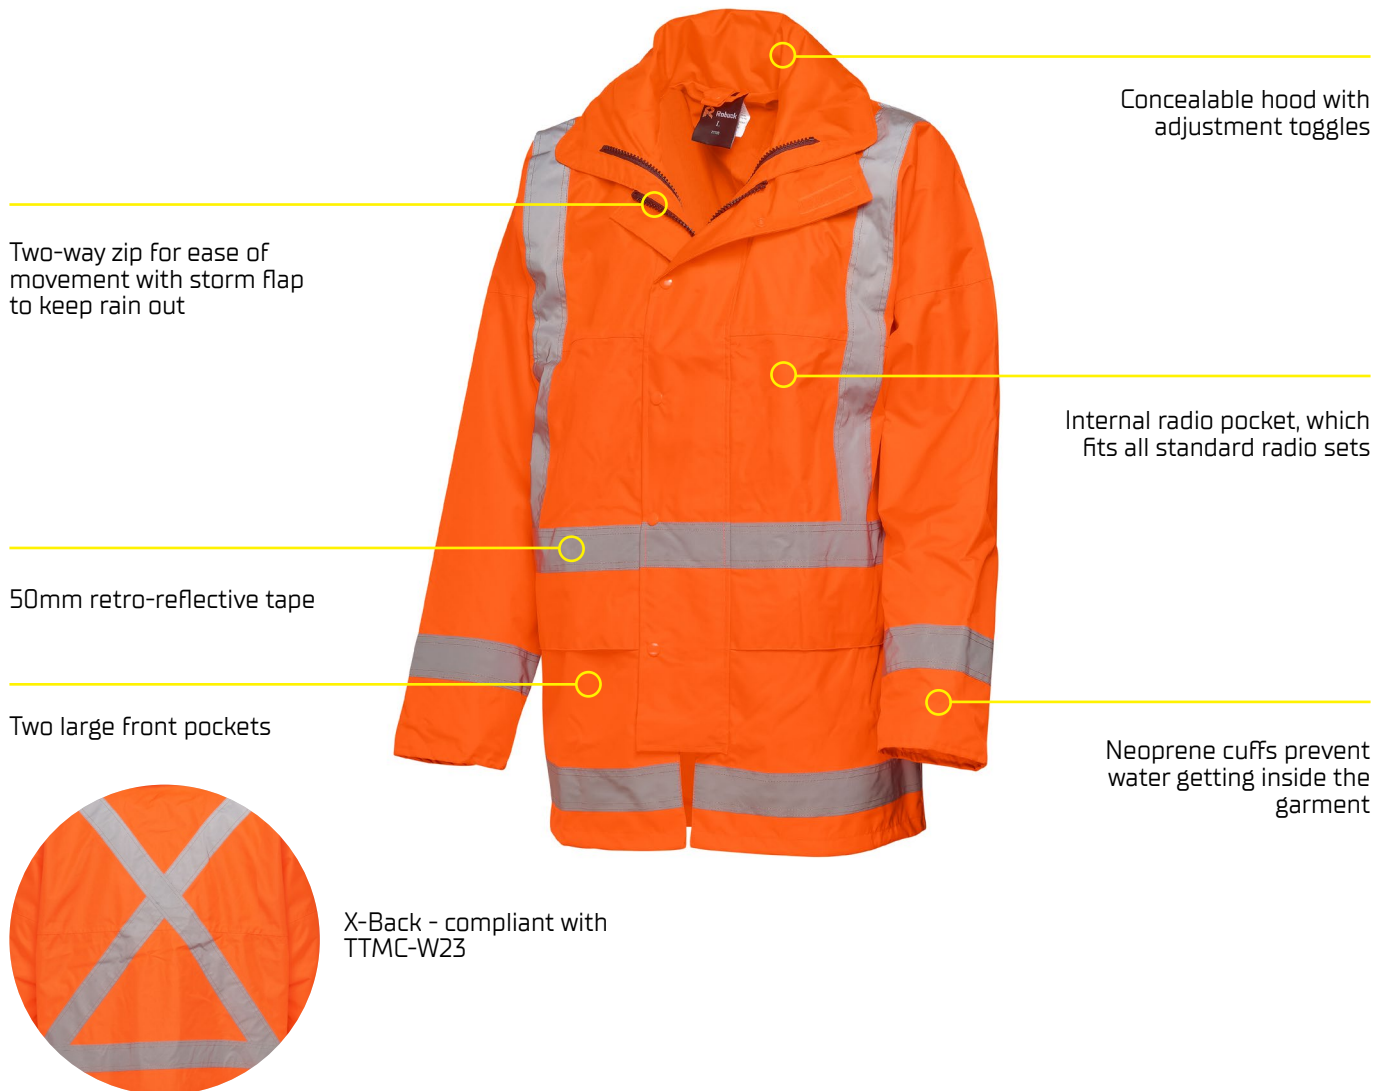 Concealable hood with
adjustment toggles
Two-way zip for ease of
movement with storm flap
to keep rain out
Internal radio pocket, which
fits all standard radio sets
50mm retro-reflective tape
Two large front pockets
Neoprene cuffs prevent
water getting inside the
garment
X-Back - compliant with
TTMC-W23